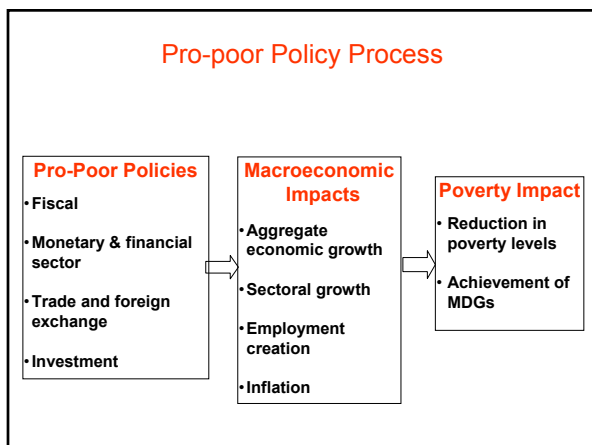 Pro-poor Policy Process
Pro-Poor Policies
• Fiscal
• Monetary & financial
sector
• Trade and foreign
exchange
• Investment
Macroeconomic
Impacts
• Aggregate
economic growth
• Sectoral growth
• Employment
creation
• Inflation
Poverty Impact
• Reduction in
poverty levels
• Achievement of
MDGs